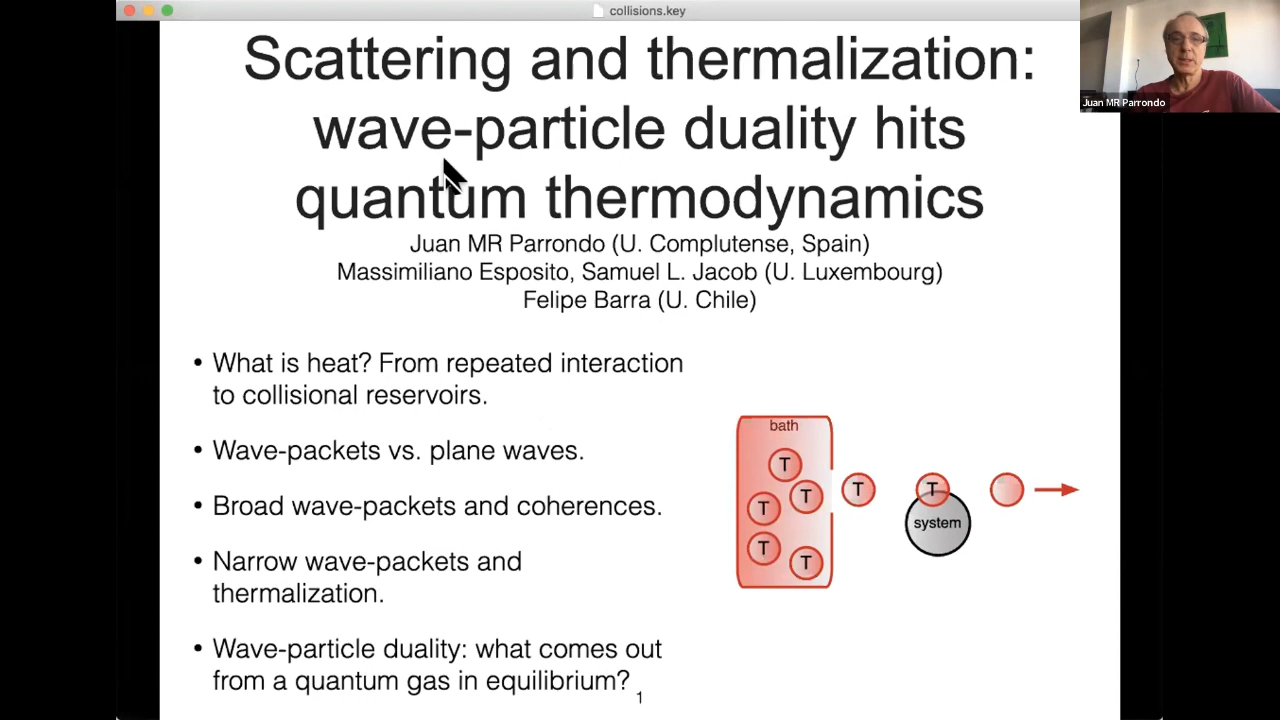 collisions.key
Scattering and thermalization:
wave-particle duality hits
quantum thermodynamics
Juan MR Parrondo (U. Complutense, Spain)
Massimiliano Esposito, Samuel L. Jacob (U. Luxembourg)
Felipe Barra (U. Chile)
• What is heat? From repeated interaction
to collisional reservoirs.
• Wave-packets vs. plane waves.
• Broad wave-packets and coherences.
• Narrow wave-packets and
thermalization.
• Wave-particle duality: what comes out
from a quantum gas in equilibrium?
1
bath
T
T
T
T
T
T
T
system
Juan MR Parrondo